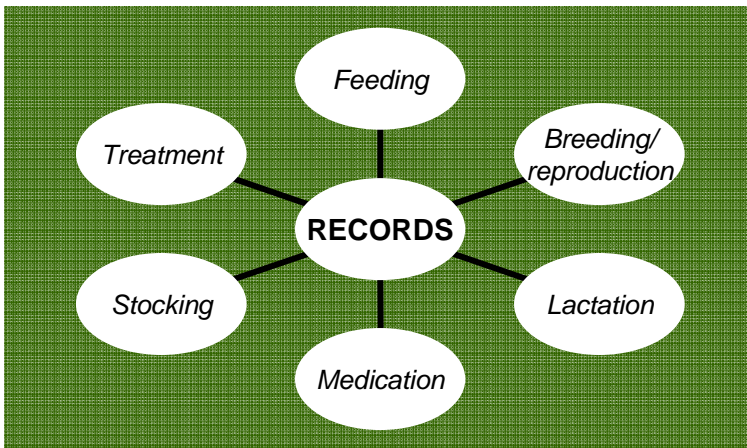 Feeding
Treatment
Breeding/
reproduction
RECORDS
Stocking
Lactation
Medication